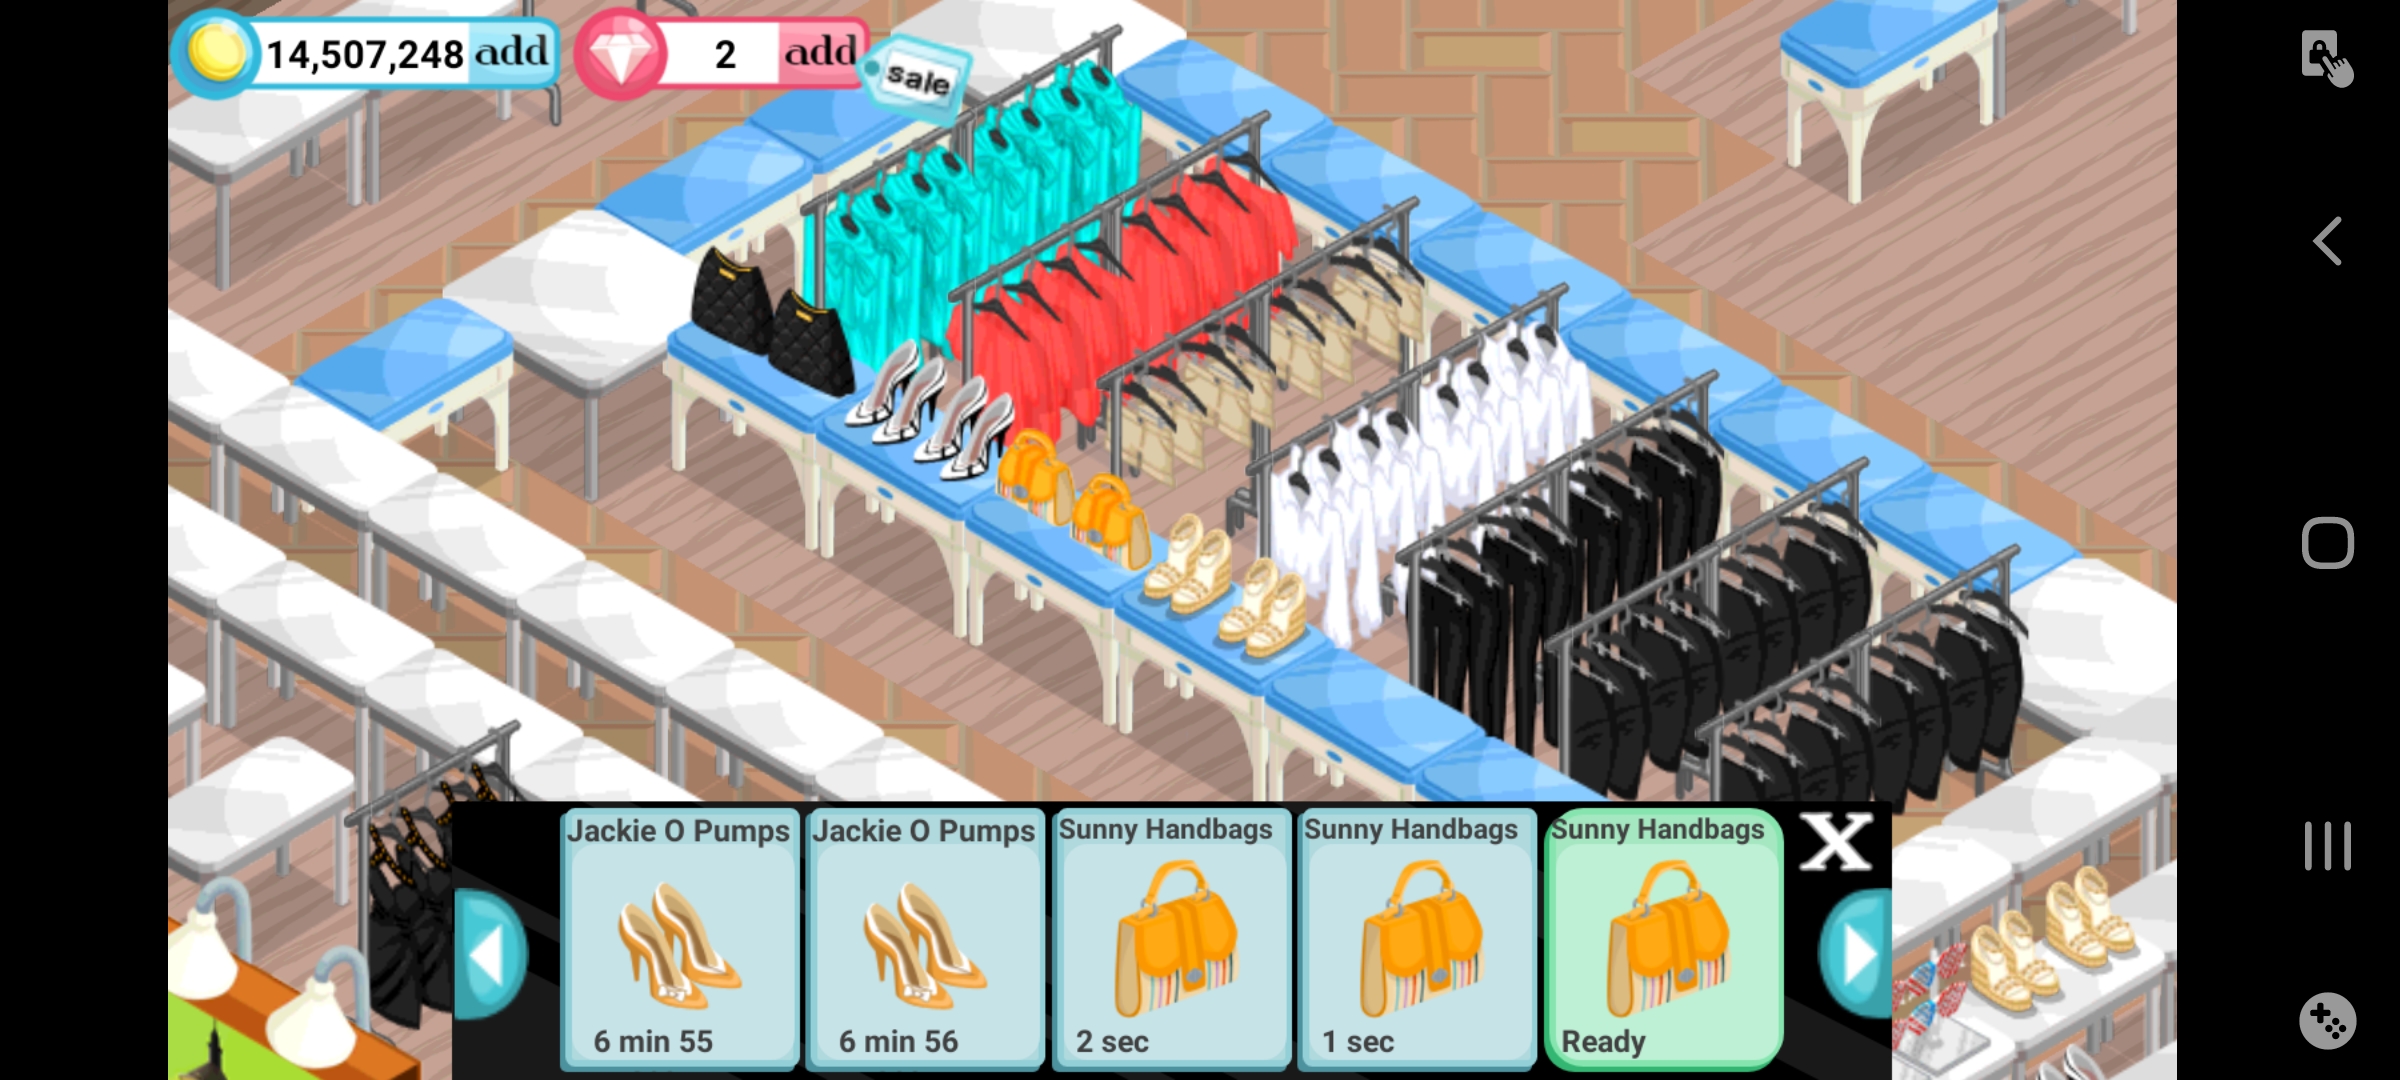 14,507,248 add 2 add
sale
Jackie O Pumps Jackie O Pumps Sunny Handbags Sunny Handbags Sunny Handbags X
6 min 55 6 min 56 2 sec 1 sec Ready